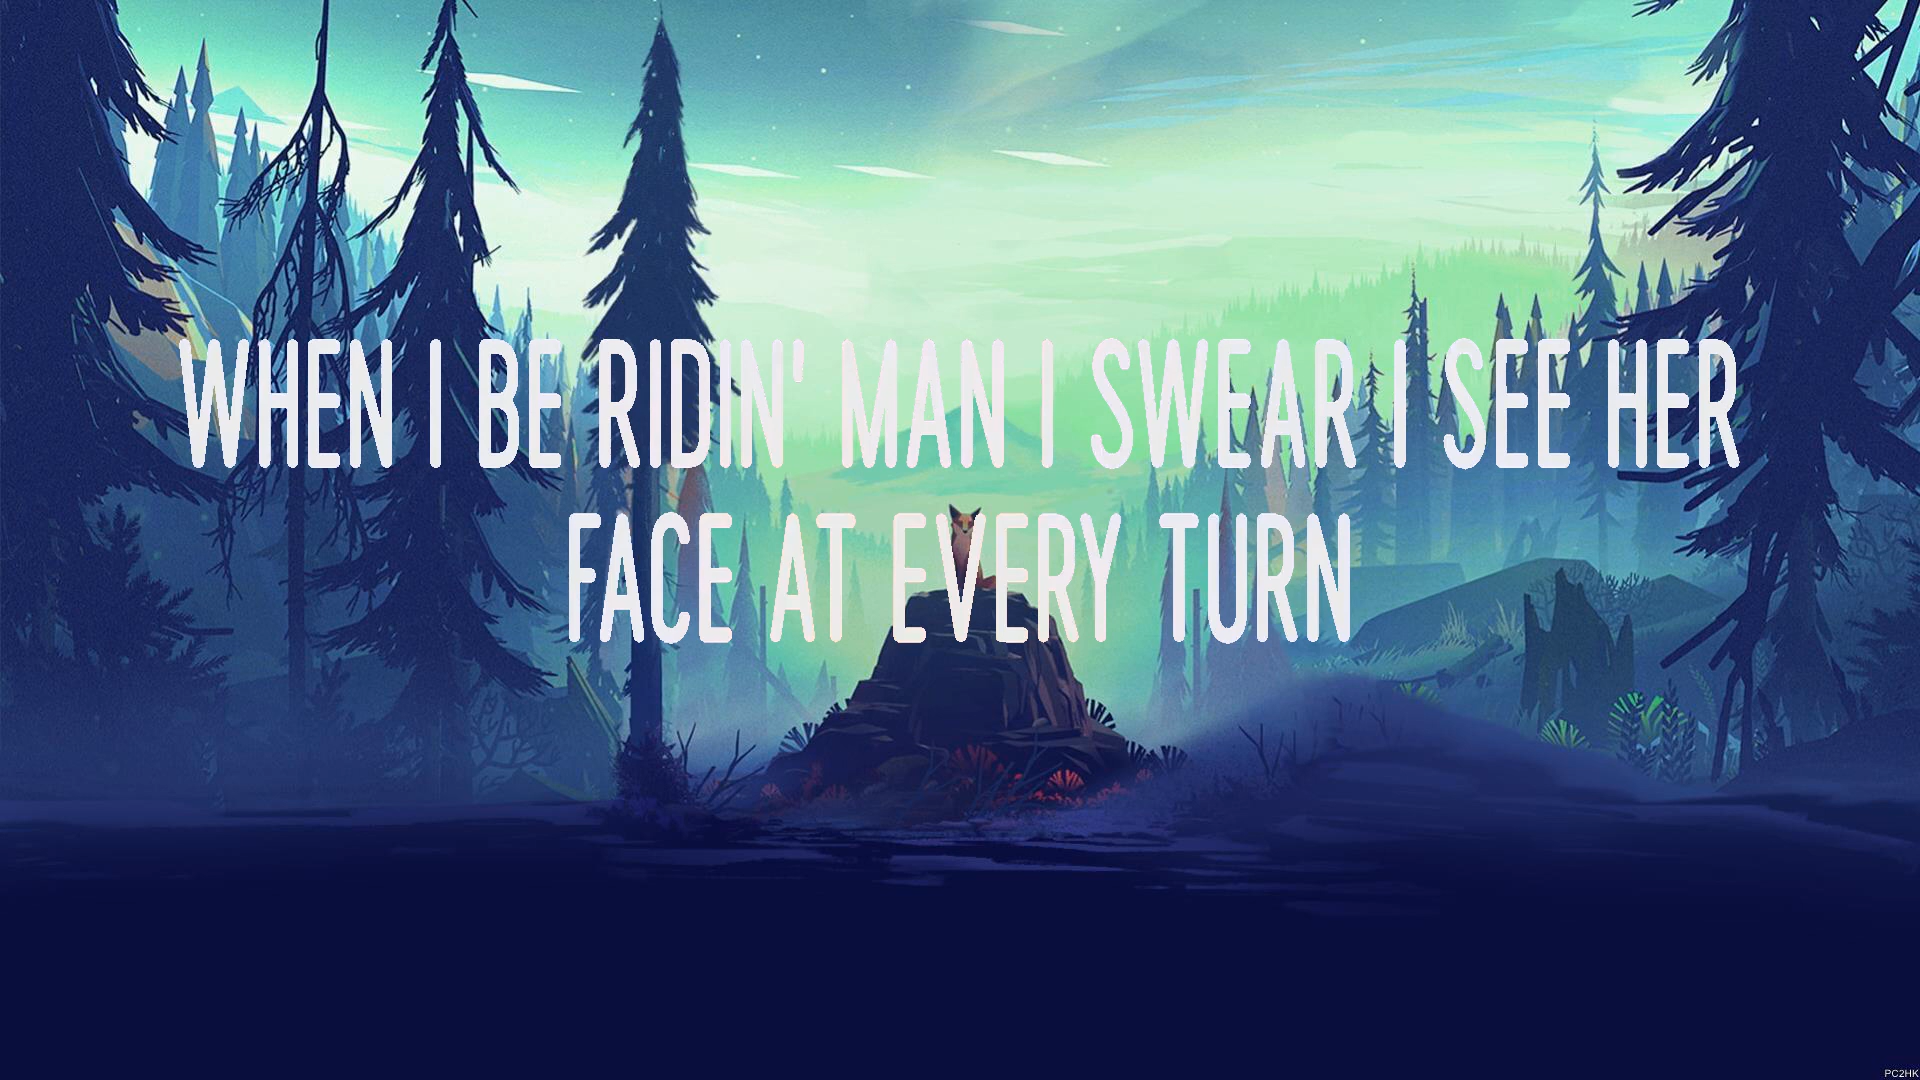 WHEN I BE RIDIN' MAN I SWEAR I SEE HER
FACE AT EVERY TURN
PC2HK